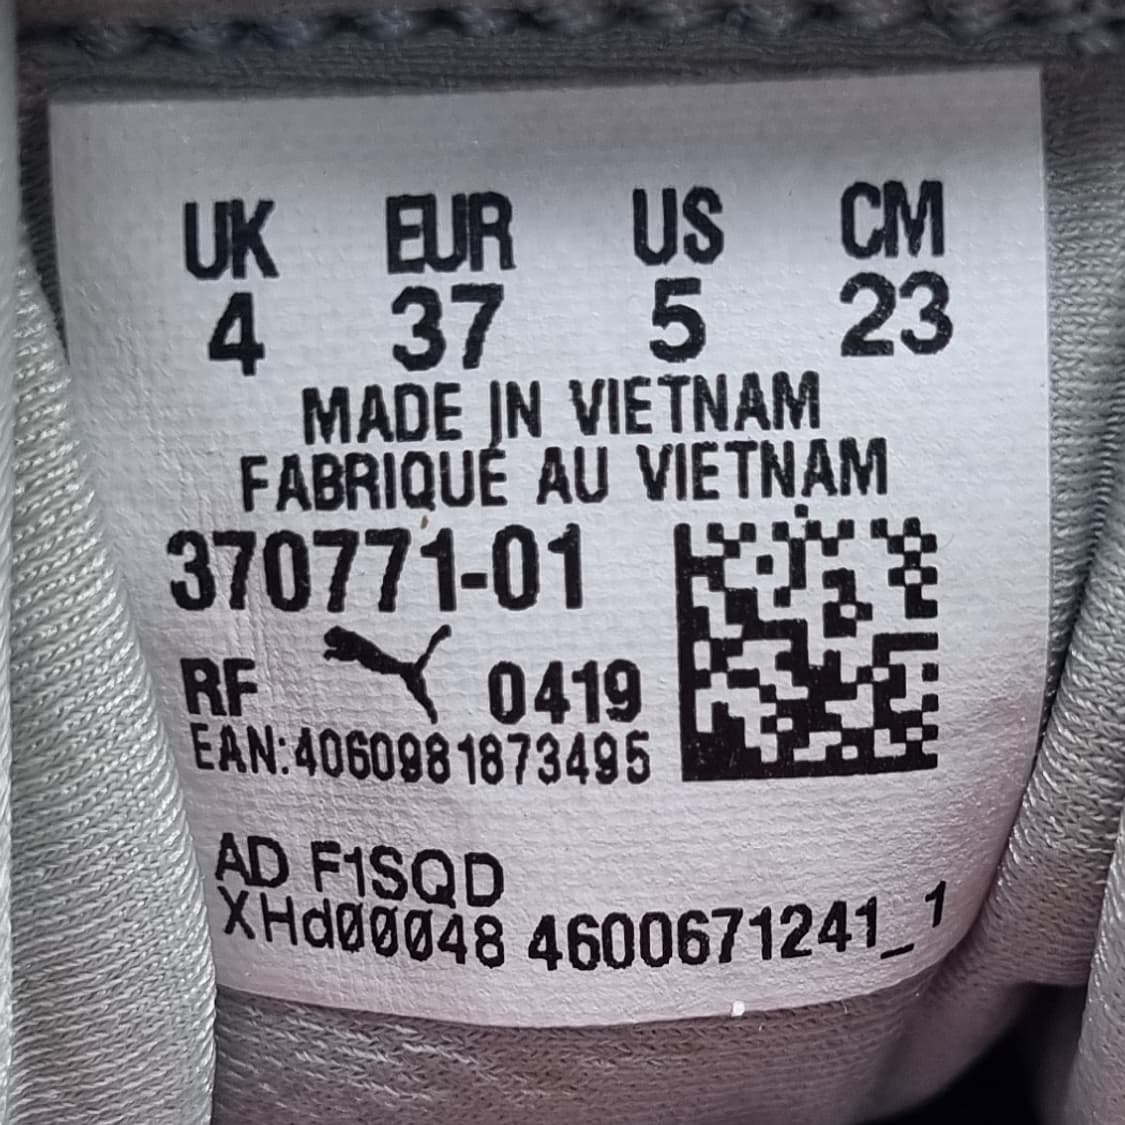 UK EUR US CM
4 37 5 23
MADE IN VIETNAM
FABRIQUÉ AU VIETNAM
370771-01
RF 0419
EAN:4060981873495
AD F1SQD
XHd00048 4600671241_1